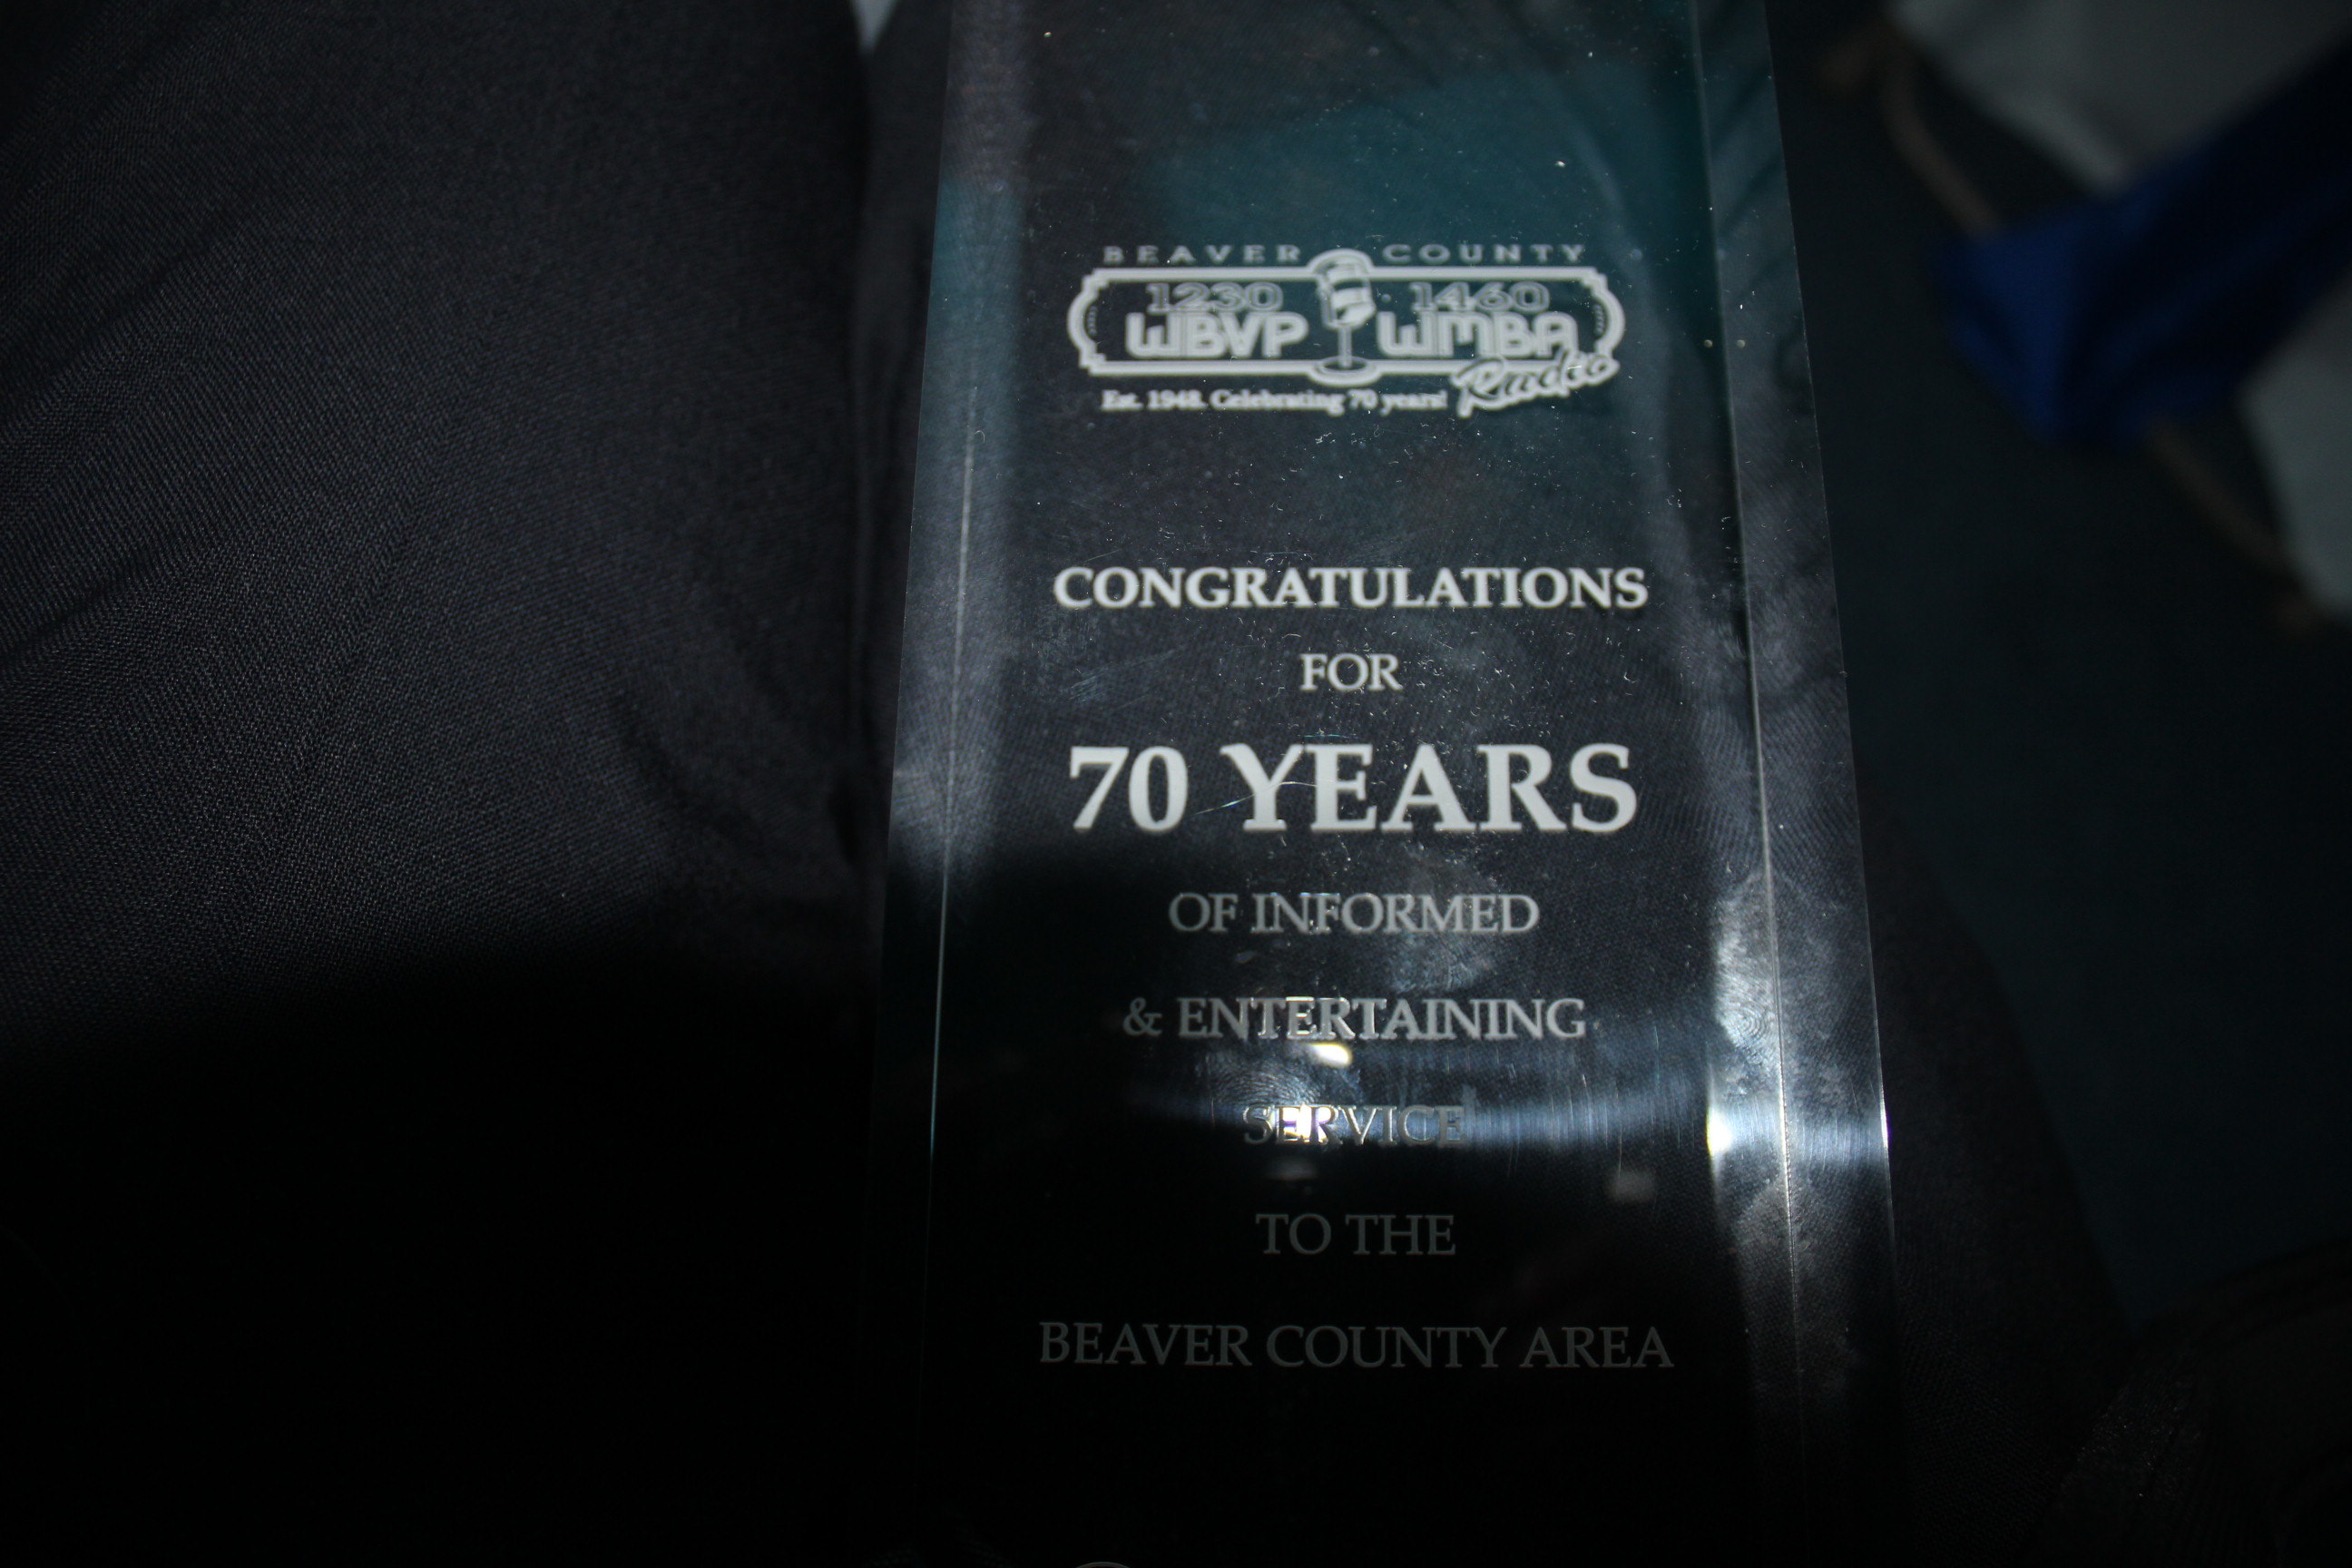 BEAVER COUNTY
1230 1460
WBVP WMBA
Radio
Est. 1948. Celebrating 70 years!
CONGRATULATIONS
FOR
70 YEARS
OF INFORMED
& ENTERTAINING
SERVICE
TO THE
BEAVER COUNTY AREA